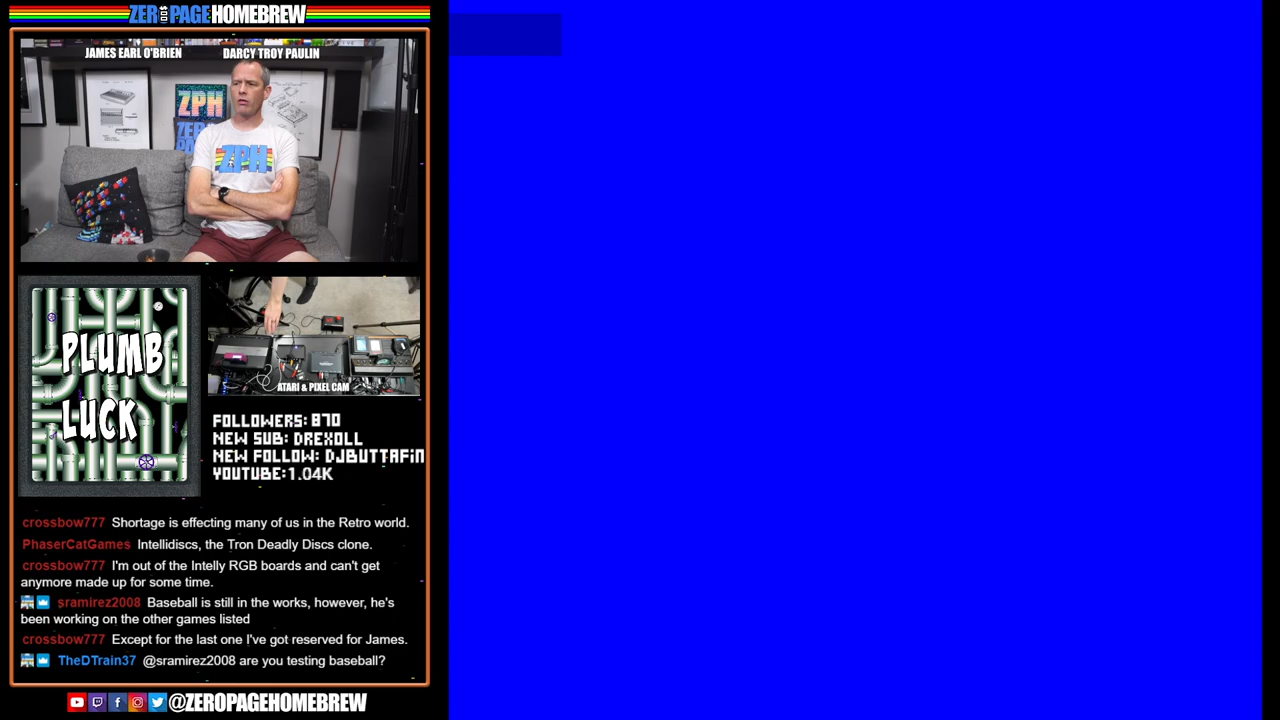 ZEROPAGEHOMEBREW
JAMES EARL O'BRIEN
DARCY TROY PAULIN
ZPH
ZPH
PLUMB
LUCK
ATARI & PIXEL CAM
FOLLOWERS: 870
NEW SUB: DREXOLL
NEW FOLLOW: DJBUTTAFIN
YOUTUBE:1.04K
crossbow777 Shortage is effecting many of us in the Retro world.
PhaserCatGames Intellidiscs, the Tron Deadly Discs clone.
crossbow777 I'm out of the Intelly RGB boards and can't get
anymore made up for some time.
sramirez2008 Baseball is still in the works, however, he's
been working on the other games listed
crossbow777 Except for the last one I've got reserved for James.
TheDTrain37 @sramirez2008 are you testing baseball?
@ZEROPAGEHOMEBREW